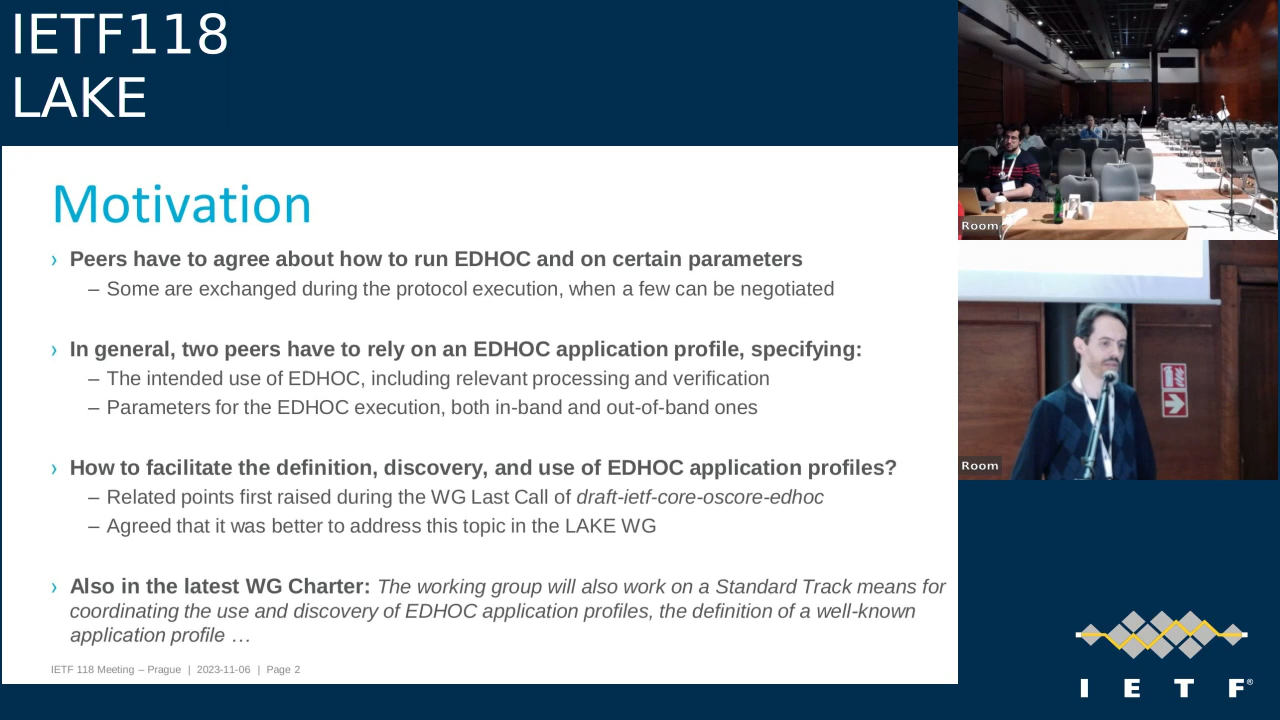 IETF118
LAKE
Motivation
› Peers have to agree about how to run EDHOC and on certain parameters
– Some are exchanged during the protocol execution, when a few can be negotiated
› In general, two peers have to rely on an EDHOC application profile, specifying:
– The intended use of EDHOC, including relevant processing and verification
– Parameters for the EDHOC execution, both in-band and out-of-band ones
› How to facilitate the definition, discovery, and use of EDHOC application profiles?
– Related points first raised during the WG Last Call of draft-ietf-core-oscore-edhoc
– Agreed that it was better to address this topic in the LAKE WG
› Also in the latest WG Charter: The working group will also work on a Standard Track means for
coordinating the use and discovery of EDHOC application profiles, the definition of a well-known
application profile …
IETF 118 Meeting – Prague | 2023-11-06 | Page 2
Room
Room
I E T F®